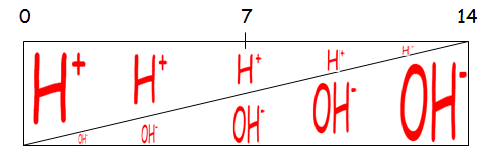 0 7 14
H⁺ H⁺ H⁺ H⁺ H⁺
OH⁻ OH⁻ OH⁻ OH⁻ OH⁻